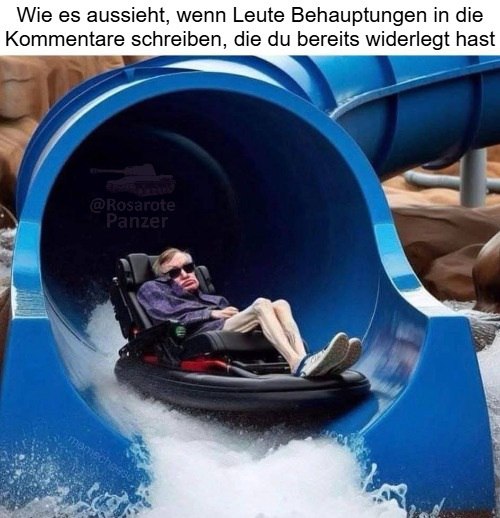 Wie es aussieht, wenn Leute Behauptungen in die
Kommentare schreiben, die du bereits widerlegt hast
@Rosarote
Panzer